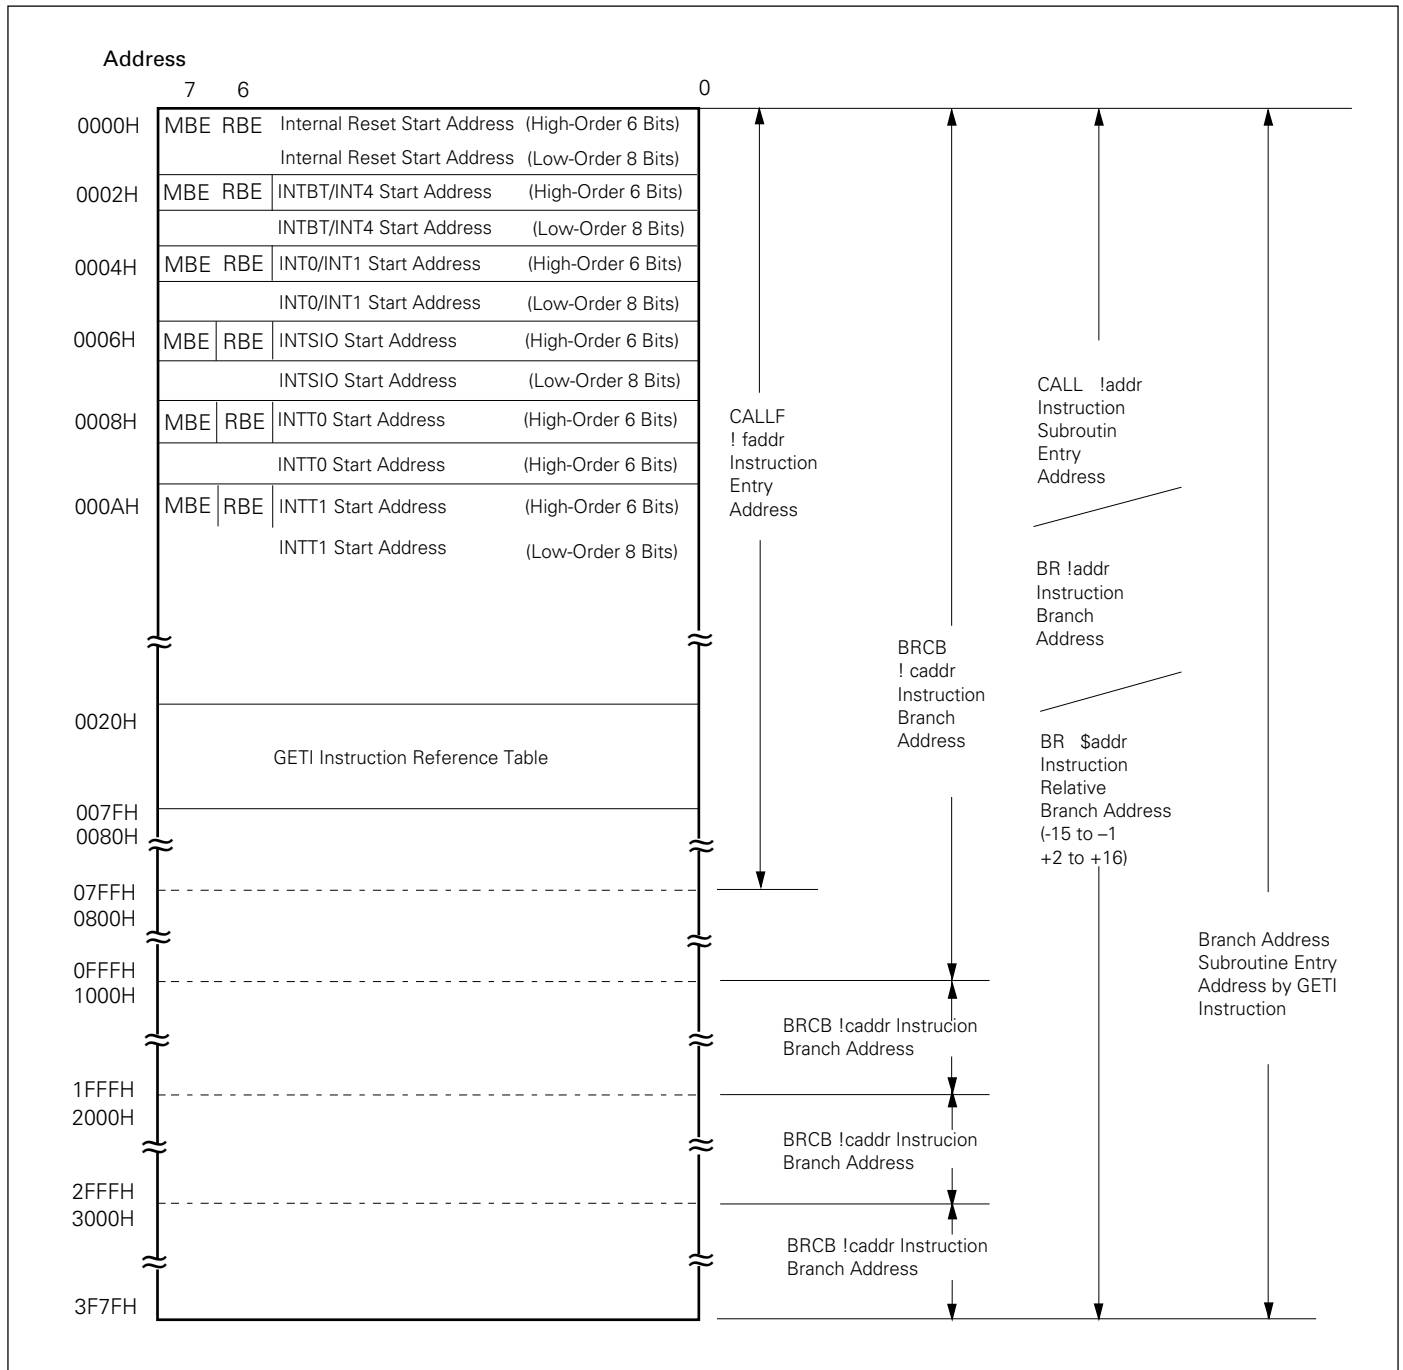 Address
7 6 0
0000H MBE RBE Internal Reset Start Address (High-Order 6 Bits)
Internal Reset Start Address (Low-Order 8 Bits)
0002H MBE RBE INTBT/INT4 Start Address (High-Order 6 Bits)
INTBT/INT4 Start Address (Low-Order 8 Bits)
0004H MBE RBE INT0/INT1 Start Address (High-Order 6 Bits)
INT0/INT1 Start Address (Low-Order 8 Bits)
0006H MBE RBE INTSIO Start Address (High-Order 6 Bits)
INTSIO Start Address (Low-Order 8 Bits)
0008H MBE RBE INTT0 Start Address (High-Order 6 Bits)
INTT0 Start Address (High-Order 6 Bits)
000AH MBE RBE INTT1 Start Address (High-Order 6 Bits)
INTT1 Start Address (Low-Order 8 Bits)
0020H
GETI Instruction Reference Table
007FH
0080H
07FFH
0800H
0FFFH
1000H
1FFFH
2000H
2FFFH
3000H
3F7FH
CALLF
! faddr
Instruction
Entry
Address
BRCB
! caddr
Instruction
Branch
Address
BRCB !caddr Instrucion
Branch Address
BRCB !caddr Instrucion
Branch Address
BRCB !caddr Instruction
Branch Address
CALL !addr
Instruction
Subroutin
Entry
Address
BR !addr
Instruction
Branch
Address
BR $addr
Instruction
Relative
Branch Address
(-15 to –1
+2 to +16)
Branch Address
Subroutine Entry
Address by GETI
Instruction